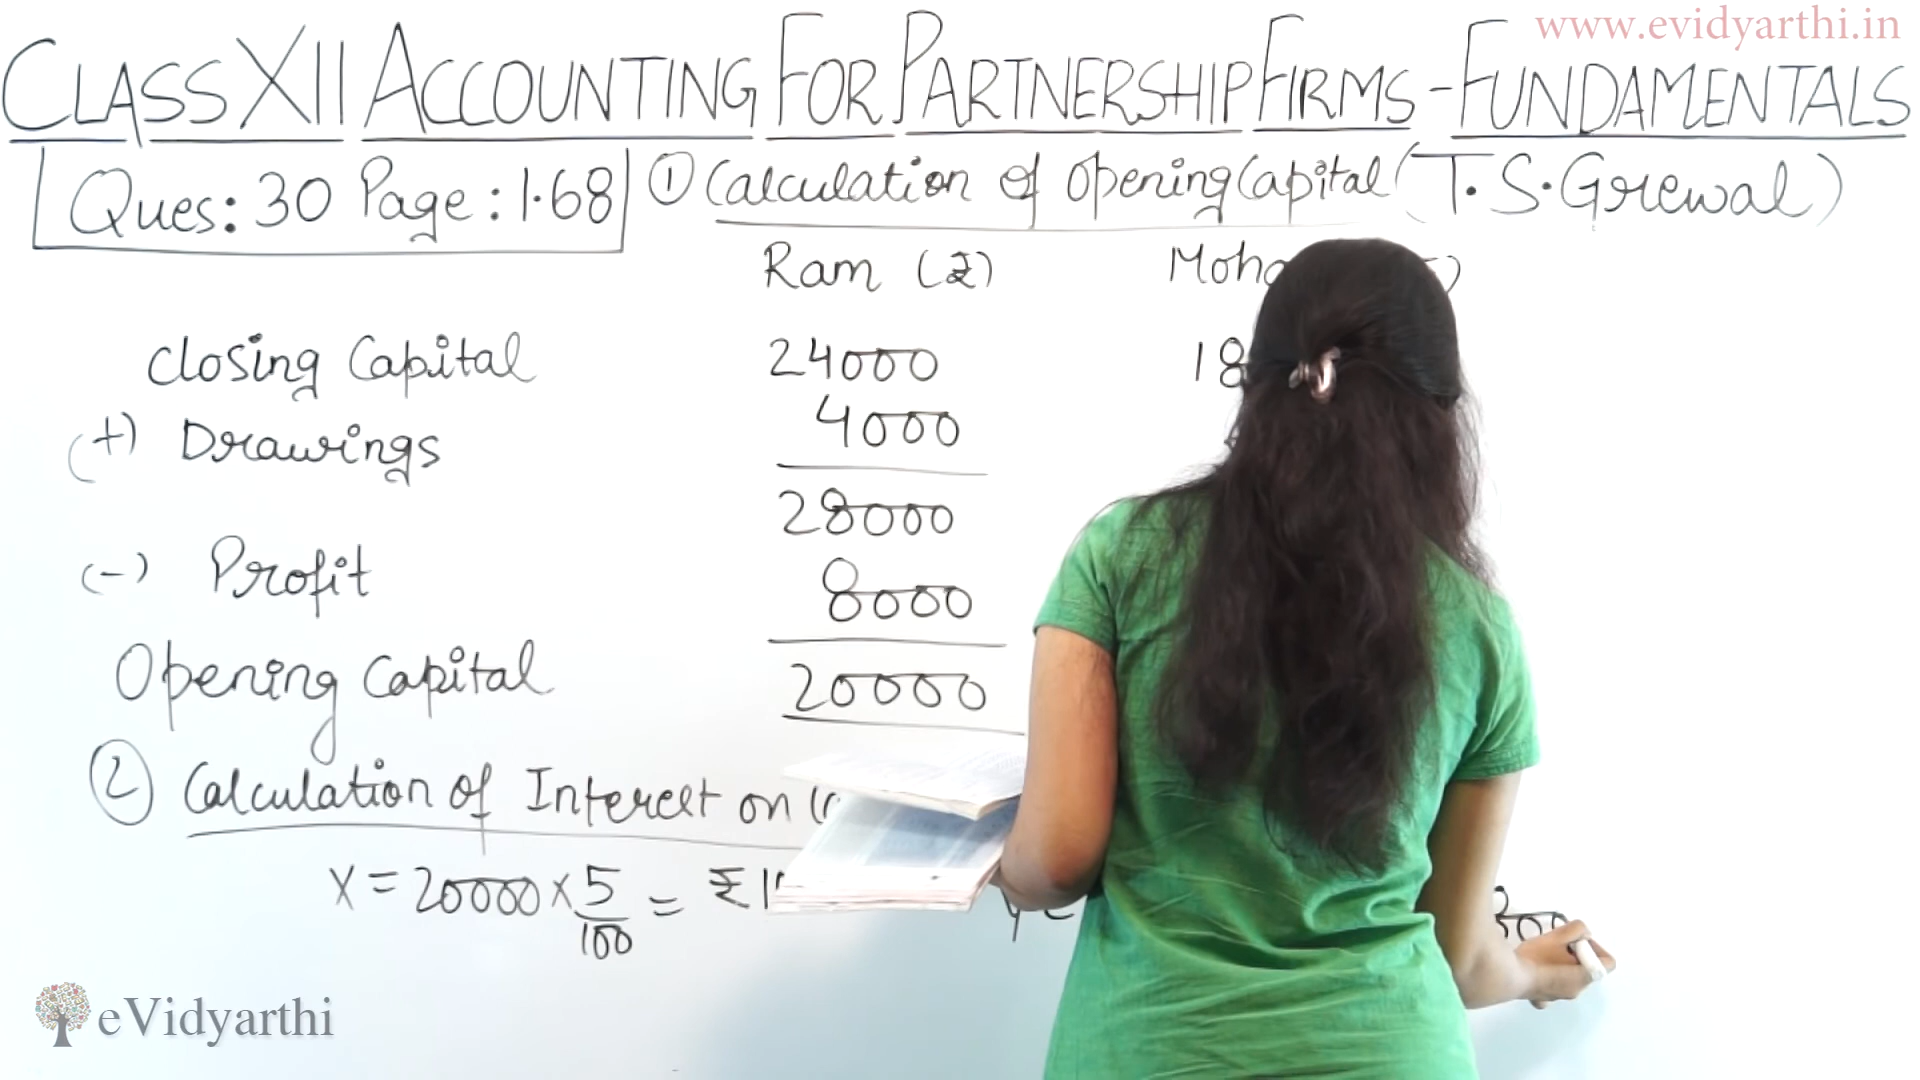 www.evidyarthi.in
CLASS XII ACCOUNTING FOR PARTNERSHIP FIRMS - FUNDAMENTALS
Ques: 30 Page: 1.68 ① Calculation of Opening Capital (T.S. Grewal)
Ram (₹)
Closing Capital 24000 18
(+) Drawings 4000
28000
(-) Profit 8000
Opening Capital 20000
② Calculation of Interest on
X = 20000 × 5/100 = ₹
eVidyarthi